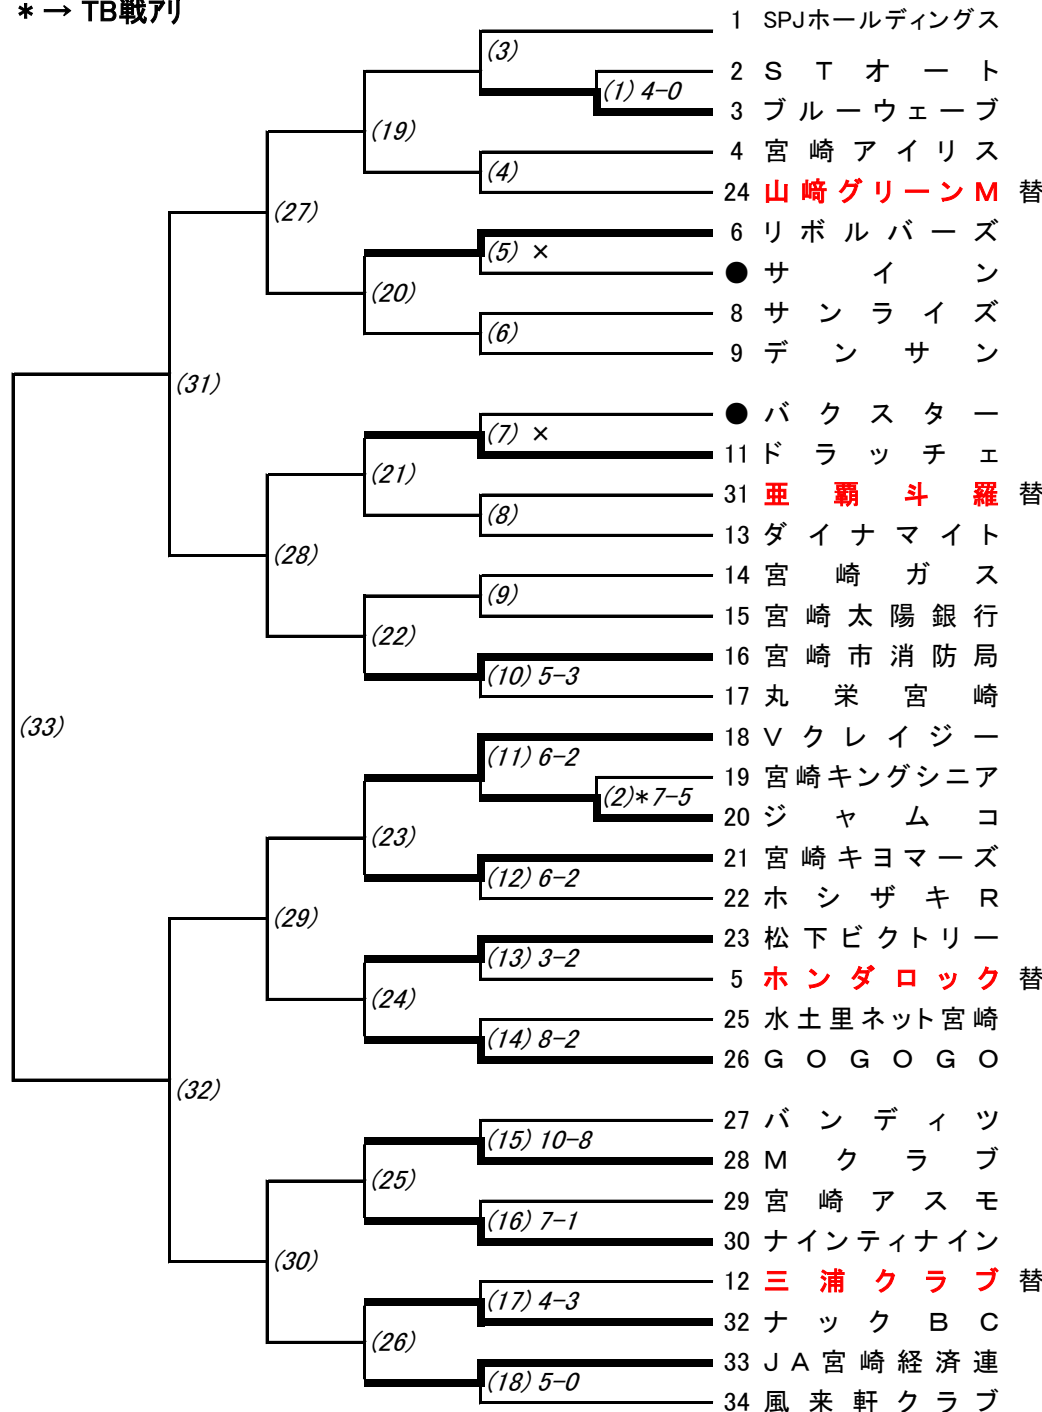 * → TB戦アリ
1 SPJホールディングス
(3)
2 STオート
(1) 4-0
3 ブルーウェーブ
(19)
4 宮崎アイリス
(4)
24 山﨑グリーンM 替
(27)
6 リボルバーズ
(5) ×
● サイン
(20)
8 サンライズ
(6)
9 デンサン
(31)
● バクスター
(7) ×
11 ドラッチェ
(21)
31 亜覇斗羅 替
(8)
13 ダイナマイト
(28)
14 宮崎ガス
(9)
15 宮崎太陽銀行
(22)
16 宮崎市消防局
(10) 5-3
17 丸栄宮崎
(33)
18 Vクレイジー
(11) 6-2
19 宮崎キングシニア
(2)* 7-5
20 ジャムコ
(23)
21 宮崎キヨマーズ
(12) 6-2
22 ホシザキR
(29)
23 松下ビクトリー
(13) 3-2
5 ホンダロック 替
(24)
25 水土里ネット宮崎
(14) 8-2
26 GOGOGO
(32)
27 バンディツ
(15) 10-8
28 Mクラブ
(25)
29 宮崎アスモ
(16) 7-1
30 ナインティナイン
(30)
12 三浦クラブ 替
(17) 4-3
32 ナックBC
(26)
33 JA宮崎経済連
(18) 5-0
34 風来軒クラブ